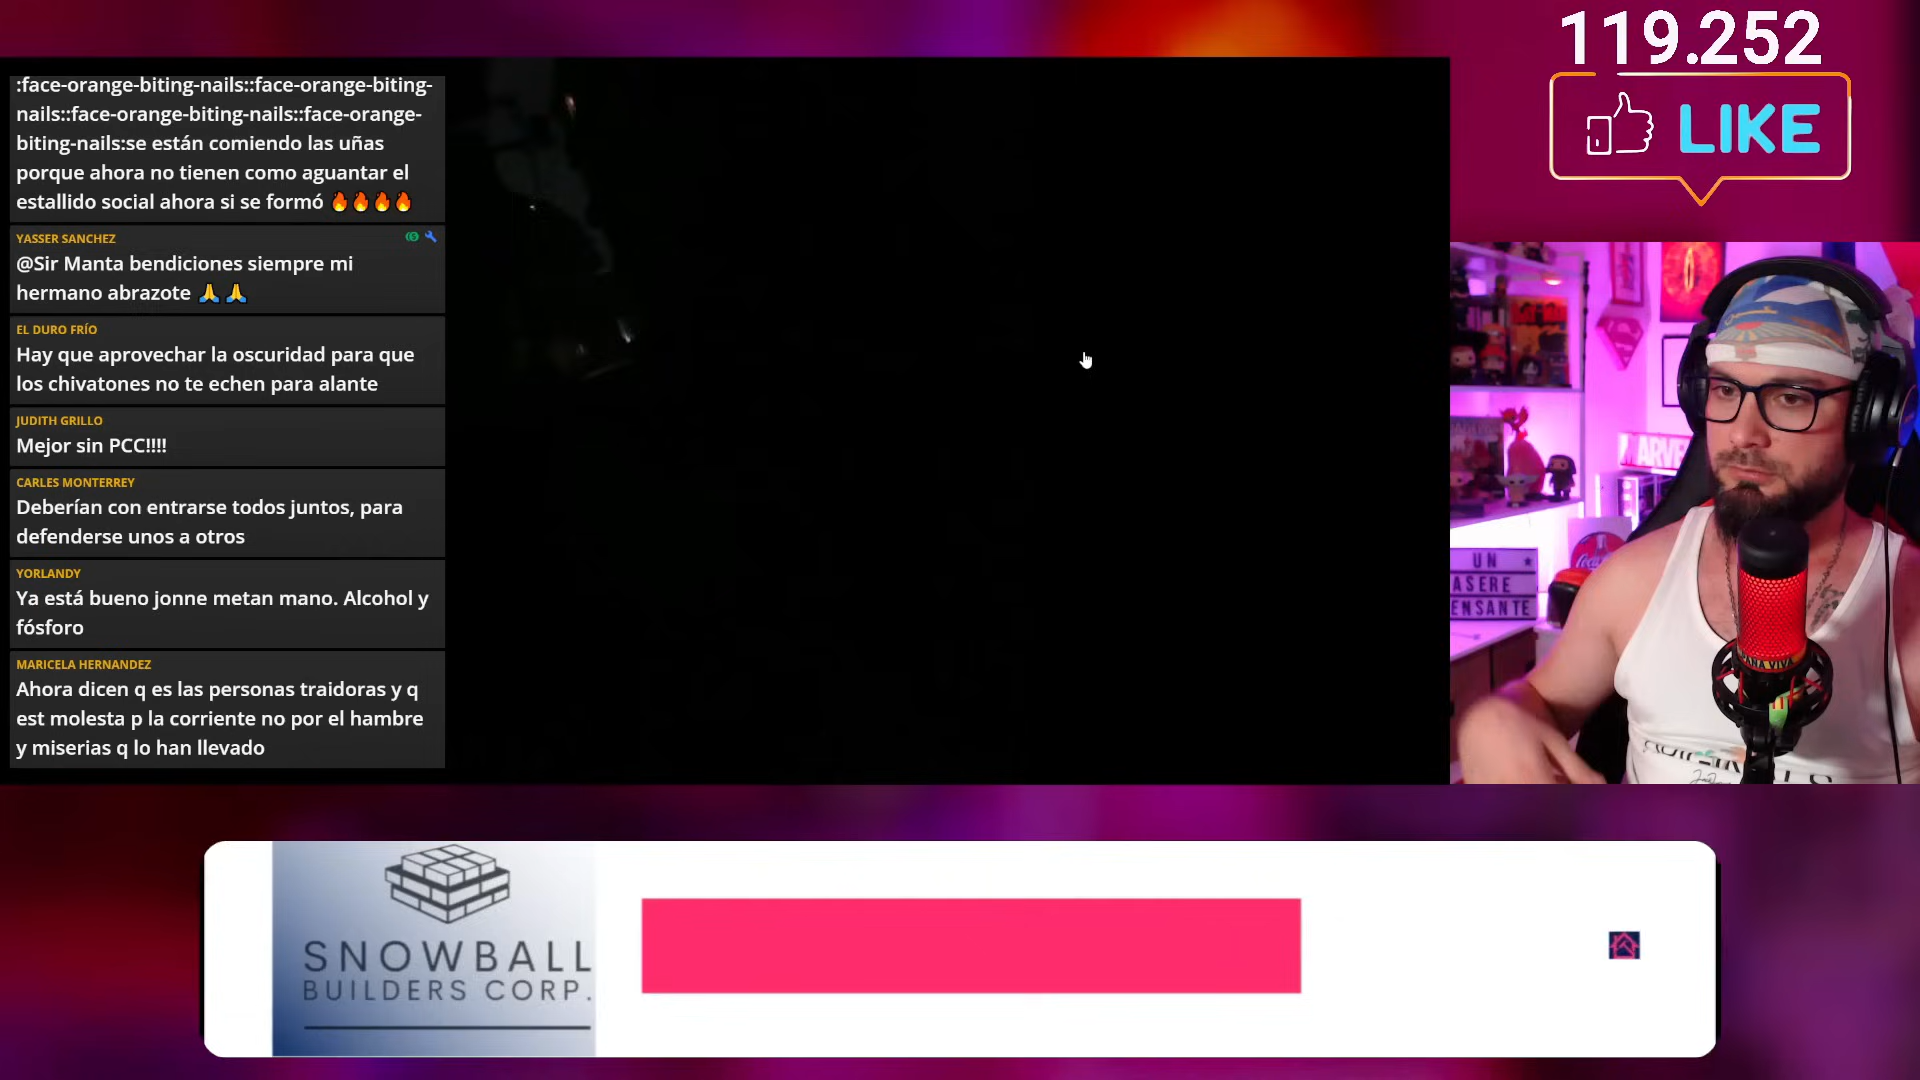 :face-orange-biting-nails::face-orange-biting-
nails::face-orange-biting-nails::face-orange-
biting-nails:se están comiendo las uñas
porque ahora no tienen como aguantar el
estallido social ahora si se formó 🔥🔥🔥🔥
YASSER SANCHEZ
@Sir Manta bendiciones siempre mi
hermano abrazote 🙏 🙏
EL DURO FRÍO
Hay que aprovechar la oscuridad para que
los chivatones no te echen para alante
JUDITH GRILLO
Mejor sin PCC!!!!
CARLES MONTERREY
Deberían con entrarse todos juntos, para
defenderse unos a otros
YORLANDY
Ya está bueno jonne metan mano. Alcohol y
fósforo
MARICELA HERNANDEZ
Ahora dicen q es las personas traidoras y q
est molesta p la corriente no por el hambre
y miserias q lo han llevado
119.252
LIKE
MARVE
UN
ASERE
ENSANTE
SNOWBALL
BUILDERS CORP.